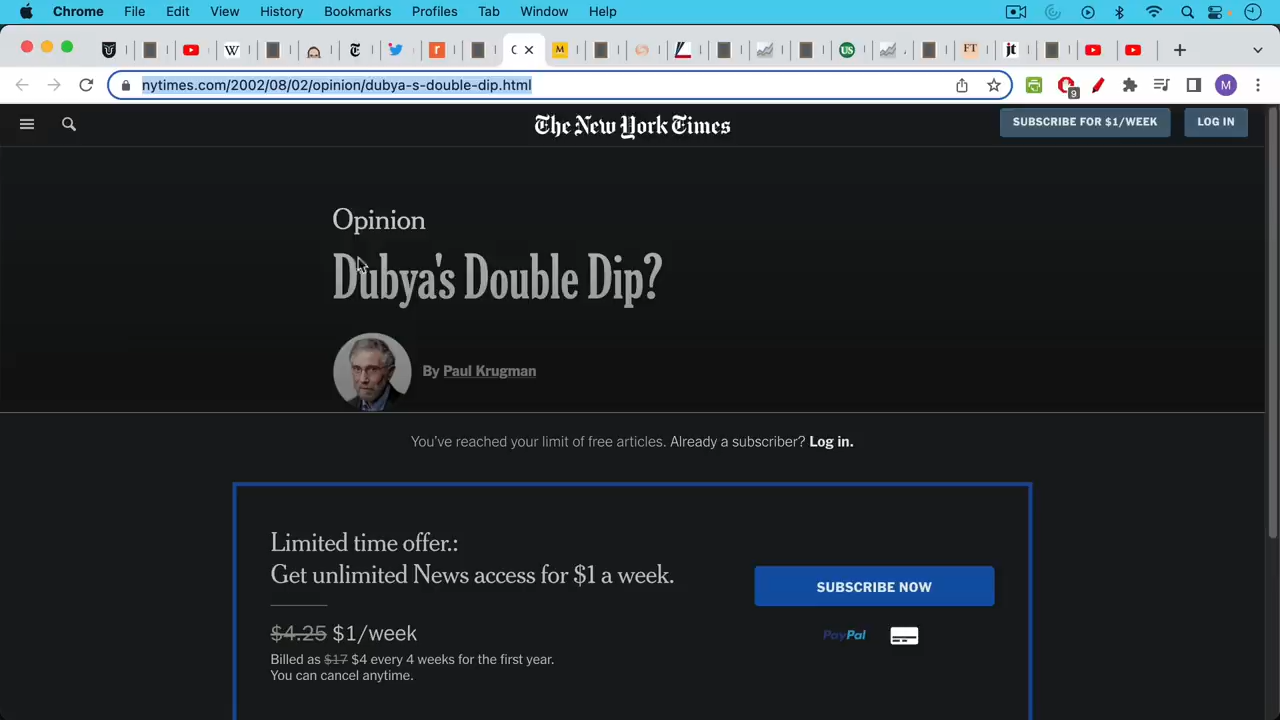 Chrome File Edit View History Bookmarks Profiles Tab Window Help
nytimes.com/2002/08/02/opinion/dubya-s-double-dip.html
9
M
The New York Times
SUBSCRIBE FOR $1/WEEK
LOG IN
Opinion
Dubya's Double Dip?
By Paul Krugman
You've reached your limit of free articles. Already a subscriber? Log in.
Limited time offer.:
Get unlimited News access for $1 a week.
SUBSCRIBE NOW
$4.25 $1/week
PayPal
Billed as $17 $4 every 4 weeks for the first year.
You can cancel anytime.